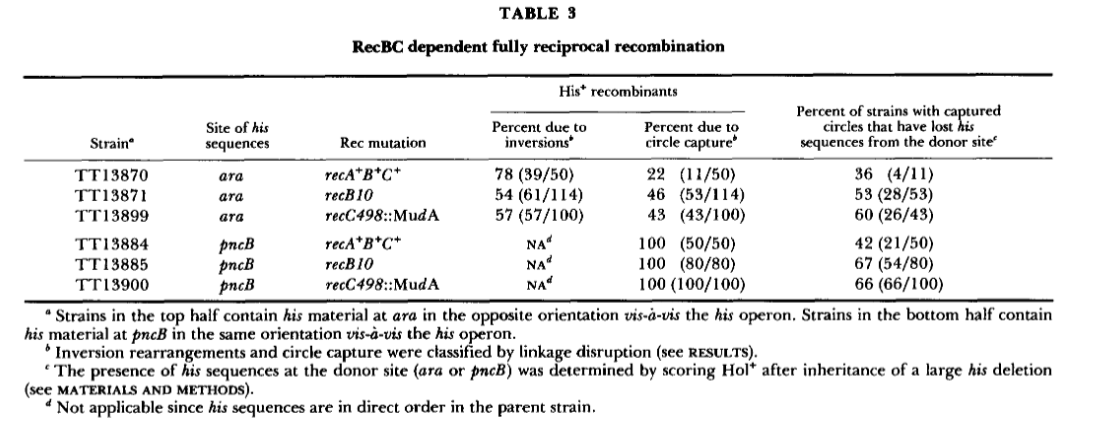 TABLE 3
RecBC dependent fully reciprocal recombination
His⁺ recombinants
Strainᵃ Site of his sequences Rec mutation Percent due to inversionsᵇ Percent due to circle captureᵇ Percent of strains with captured circles that have lost his sequences from the donor siteᶜ
TT13870 ara recA⁺B⁺C⁺ 78 (39/50) 22 (11/50) 36 (4/11)
TT13871 ara recB10 54 (61/114) 46 (53/114) 53 (28/53)
TT13899 ara recC498::MudA 57 (57/100) 43 (43/100) 60 (26/43)
TT13884 pncB recA⁺B⁺C⁺ NAᵈ 100 (50/50) 42 (21/50)
TT13885 pncB recB10 NAᵈ 100 (80/80) 67 (54/80)
TT13900 pncB recC498::MudA NAᵈ 100 (100/100) 66 (66/100)
ᵃ Strains in the top half contain his material at ara in the opposite orientation vis-à-vis the his operon. Strains in the bottom half contain
his material at pncB in the same orientation vis-à-vis the his operon.
ᵇ Inversion rearrangements and circle capture were classified by linkage disruption (see RESULTS).
ᶜ The presence of his sequences at the donor site (ara or pncB) was determined by scoring Hol⁺ after inheritance of a large his deletion
(see MATERIALS AND METHODS).
ᵈ Not applicable since his sequences are in direct order in the parent strain.